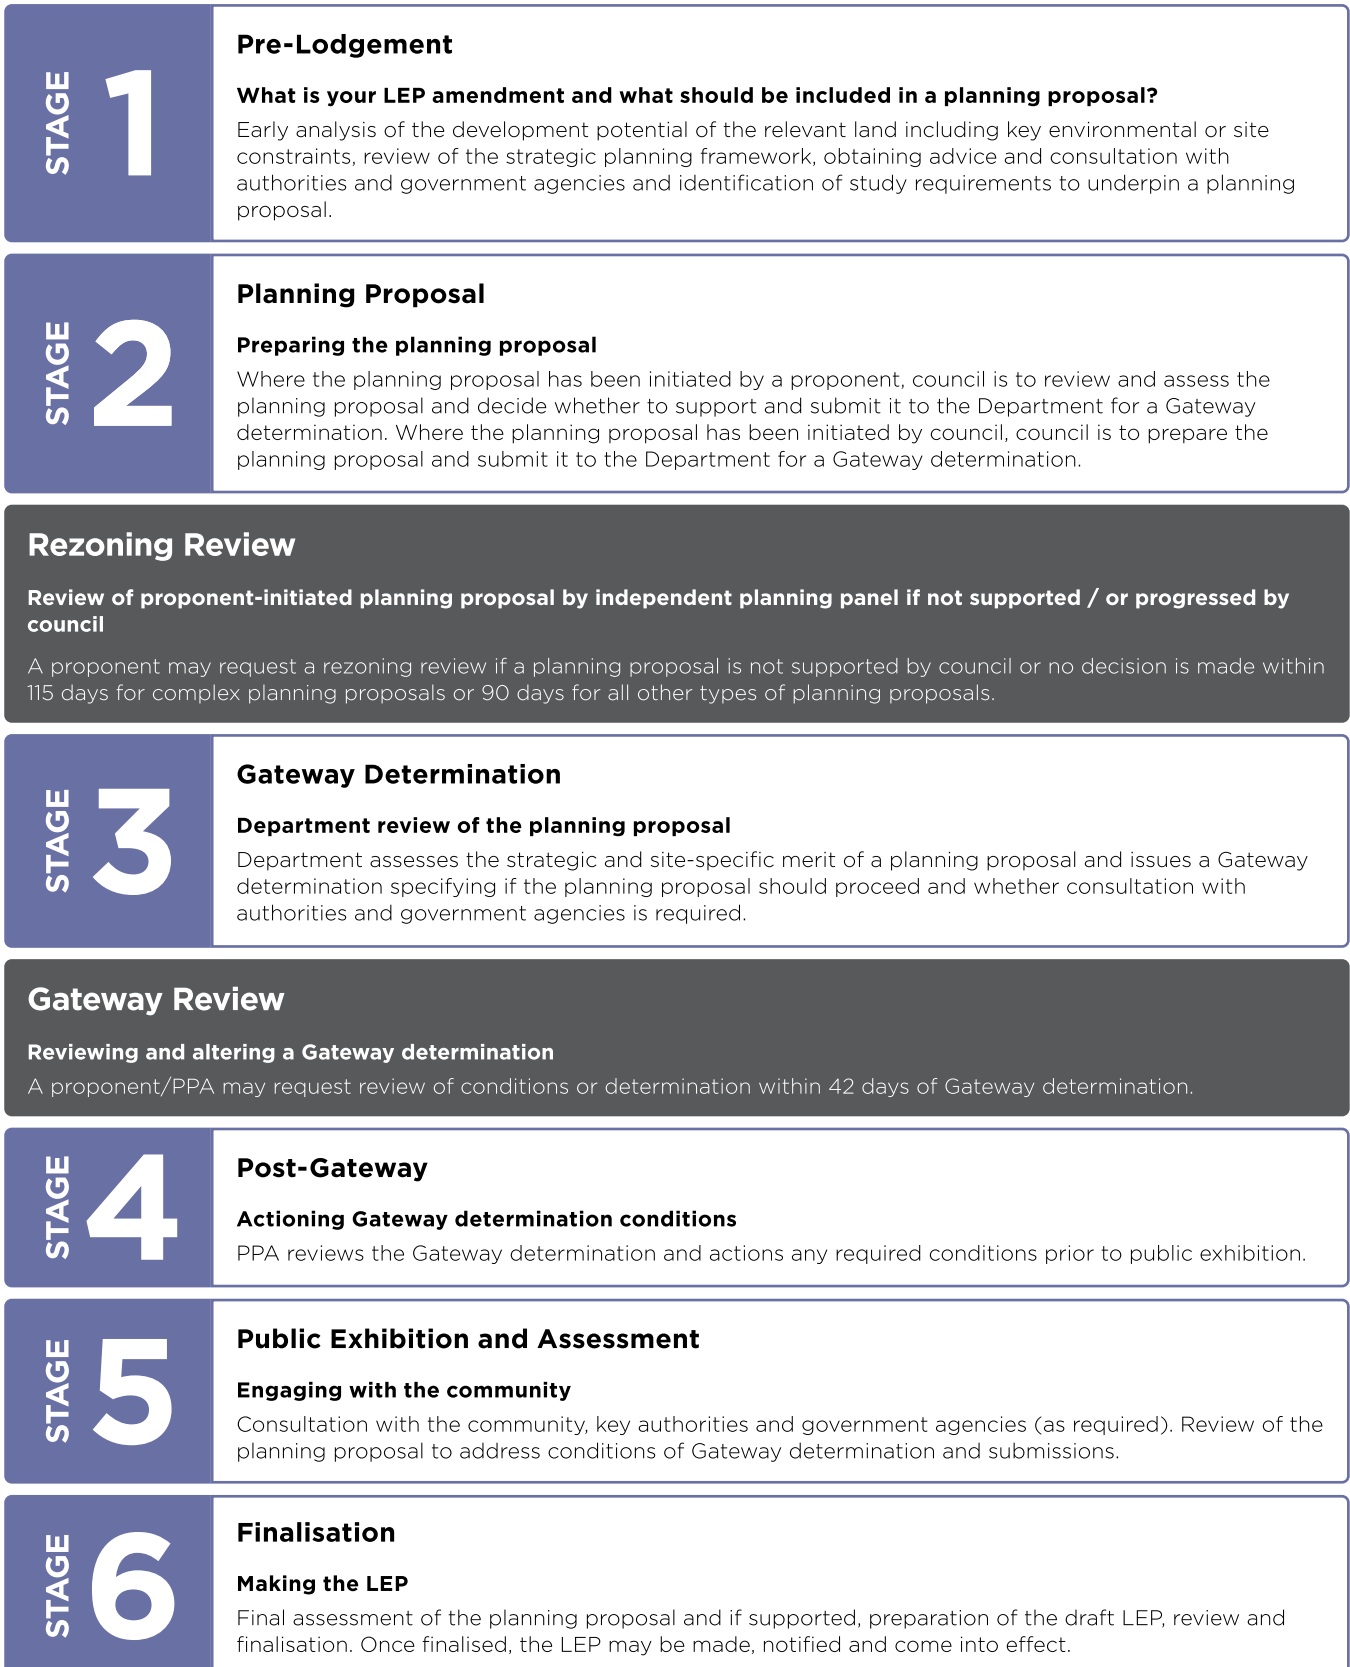 STAGE 1
Pre-Lodgement
What is your LEP amendment and what should be included in a planning proposal?
Early analysis of the development potential of the relevant land including key environmental or site
constraints, review of the strategic planning framework, obtaining advice and consultation with
authorities and government agencies and identification of study requirements to underpin a planning
proposal.
STAGE 2
Planning Proposal
Preparing the planning proposal
Where the planning proposal has been initiated by a proponent, council is to review and assess the
planning proposal and decide whether to support and submit it to the Department for a Gateway
determination. Where the planning proposal has been initiated by council, council is to prepare the
planning proposal and submit it to the Department for a Gateway determination.
Rezoning Review
Review of proponent-initiated planning proposal by independent planning panel if not supported / or progressed by
council
A proponent may request a rezoning review if a planning proposal is not supported by council or no decision is made within
115 days for complex planning proposals or 90 days for all other types of planning proposals.
STAGE 3
Gateway Determination
Department review of the planning proposal
Department assesses the strategic and site-specific merit of a planning proposal and issues a Gateway
determination specifying if the planning proposal should proceed and whether consultation with
authorities and government agencies is required.
Gateway Review
Reviewing and altering a Gateway determination
A proponent/PPA may request review of conditions or determination within 42 days of Gateway determination.
STAGE 4
Post-Gateway
Actioning Gateway determination conditions
PPA reviews the Gateway determination and actions any required conditions prior to public exhibition.
STAGE 5
Public Exhibition and Assessment
Engaging with the community
Consultation with the community, key authorities and government agencies (as required). Review of the
planning proposal to address conditions of Gateway determination and submissions.
STAGE 6
Finalisation
Making the LEP
Final assessment of the planning proposal and if supported, preparation of the draft LEP, review and
finalisation. Once finalised, the LEP may be made, notified and come into effect.